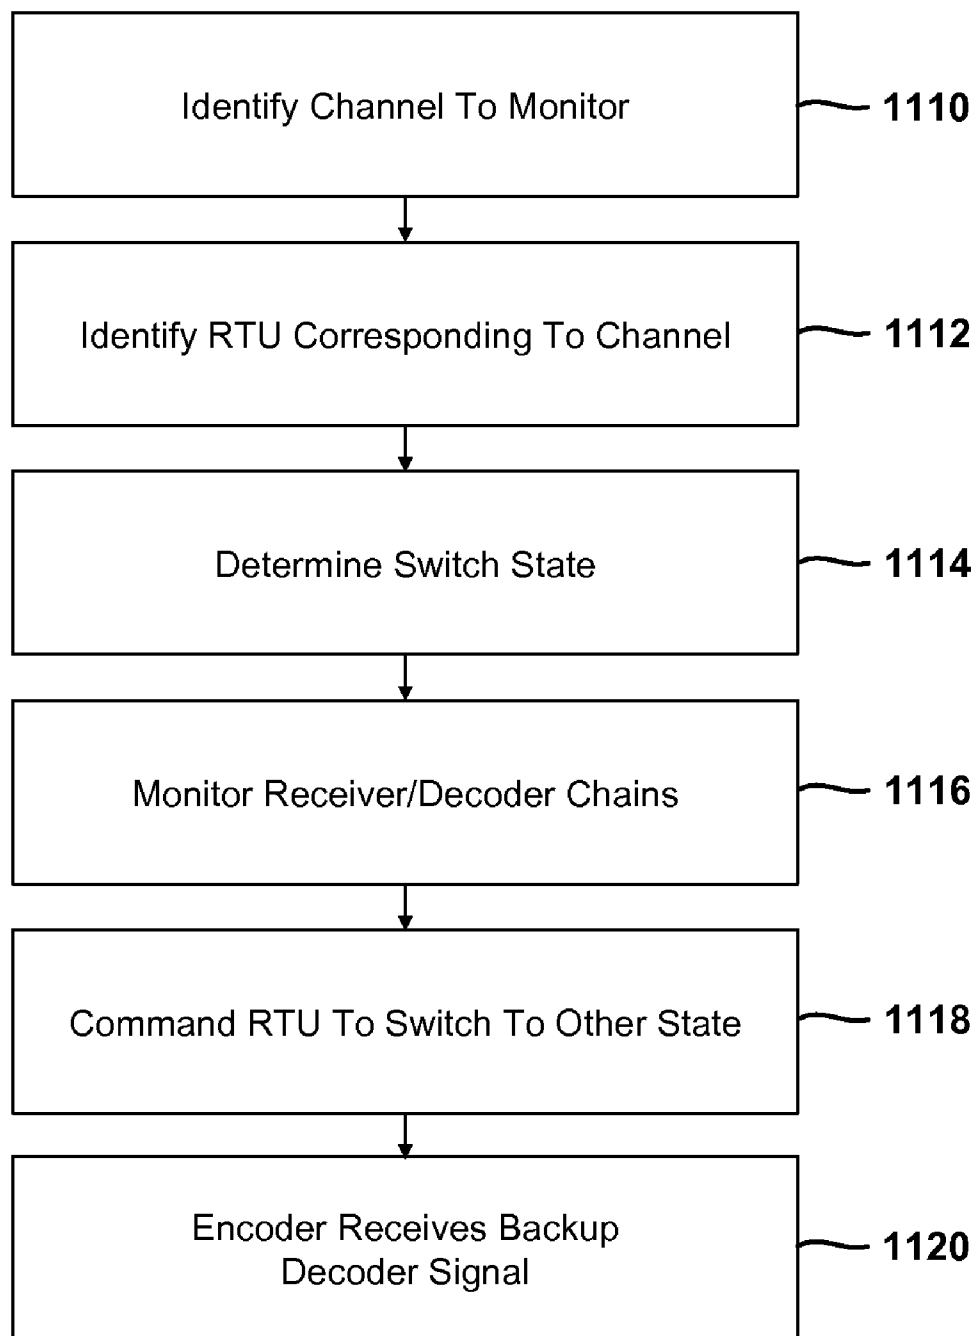 Identify Channel To Monitor
1110
Identify RTU Corresponding To Channel
1112
Determine Switch State
1114
Monitor Receiver/Decoder Chains
1116
Command RTU To Switch To Other State
1118
Encoder Receives Backup
Decoder Signal
1120